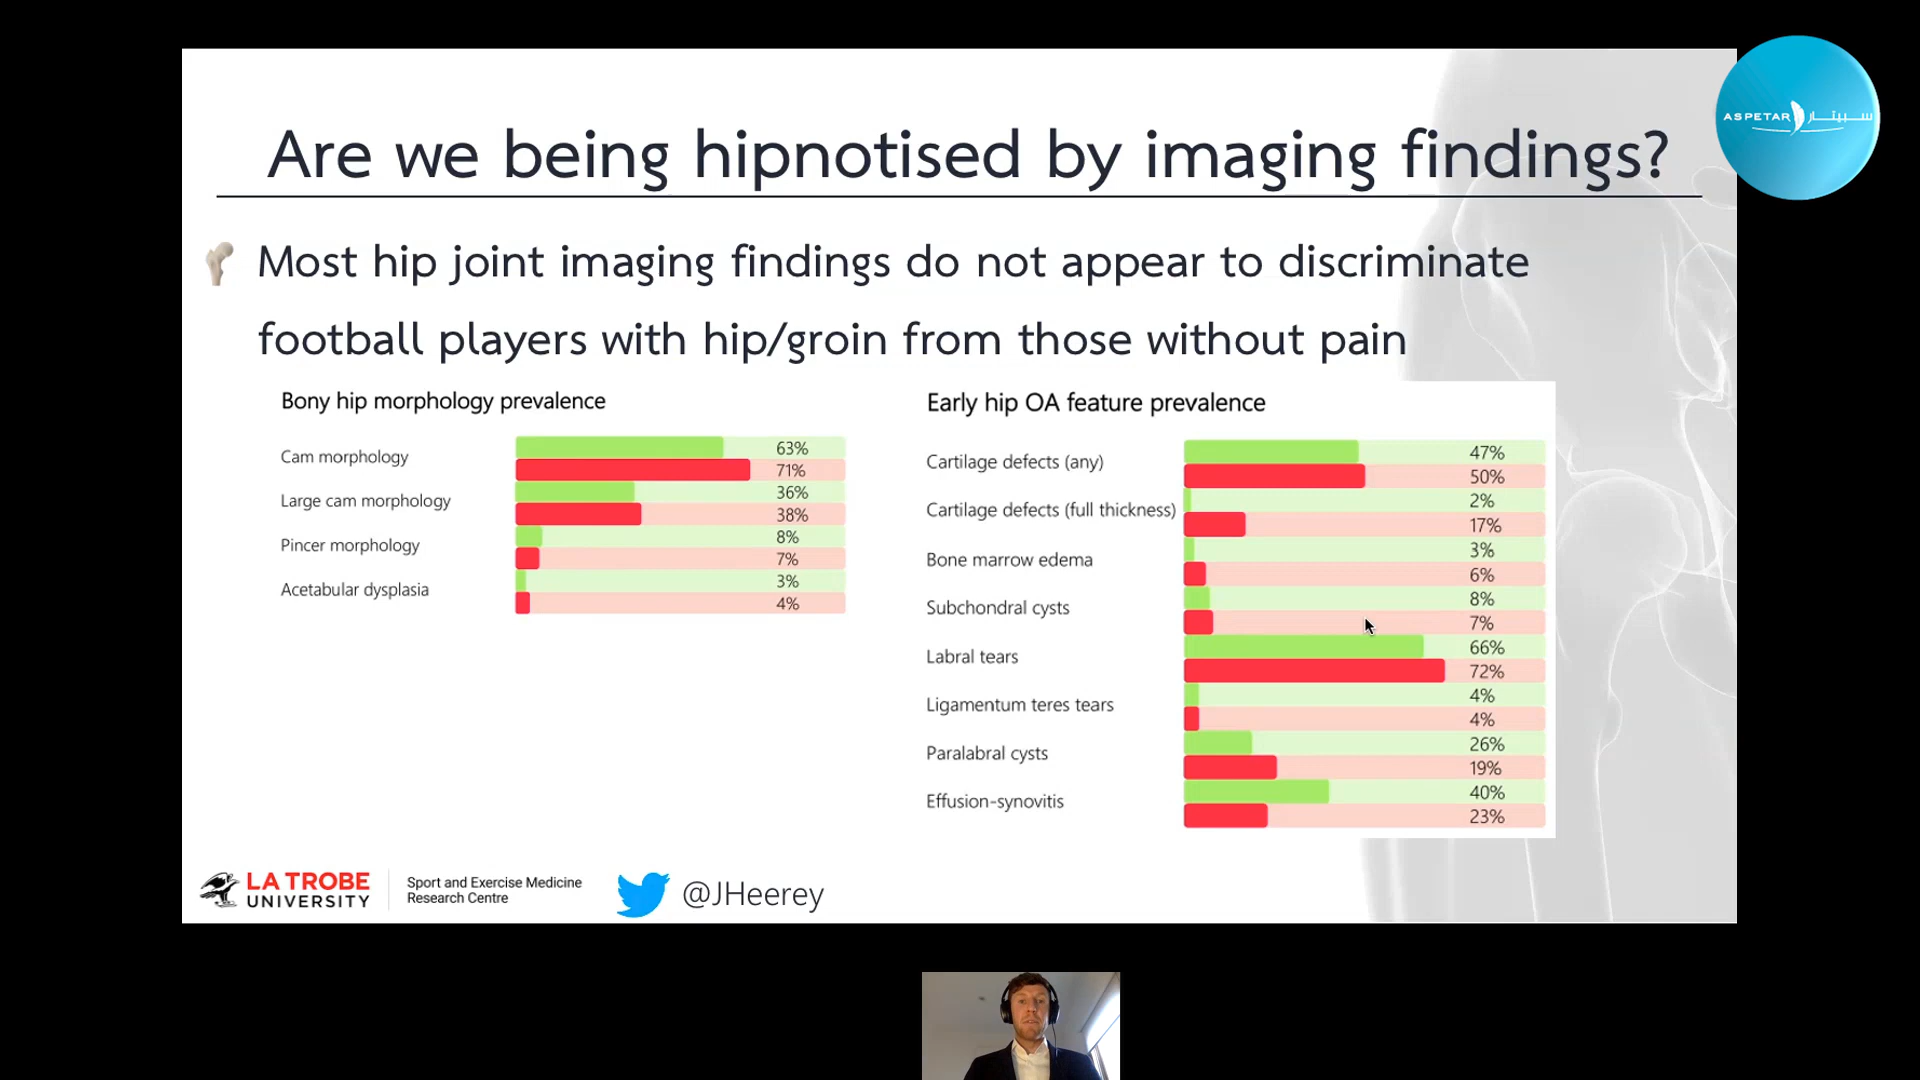 Are we being hipnotised by imaging findings?
ASPETAR سبيتار
Most hip joint imaging findings do not appear to discriminate
football players with hip/groin from those without pain
Bony hip morphology prevalence
Cam morphology
63%
71%
Large cam morphology
36%
38%
Pincer morphology
8%
7%
Acetabular dysplasia
3%
4%
Early hip OA feature prevalence
Cartilage defects (any)
47%
50%
Cartilage defects (full thickness)
2%
17%
Bone marrow edema
3%
6%
Subchondral cysts
8%
7%
Labral tears
66%
72%
Ligamentum teres tears
4%
4%
Paralabral cysts
26%
19%
Effusion-synovitis
40%
23%
LA TROBE
UNIVERSITY
Sport and Exercise Medicine
Research Centre
@JHeerey